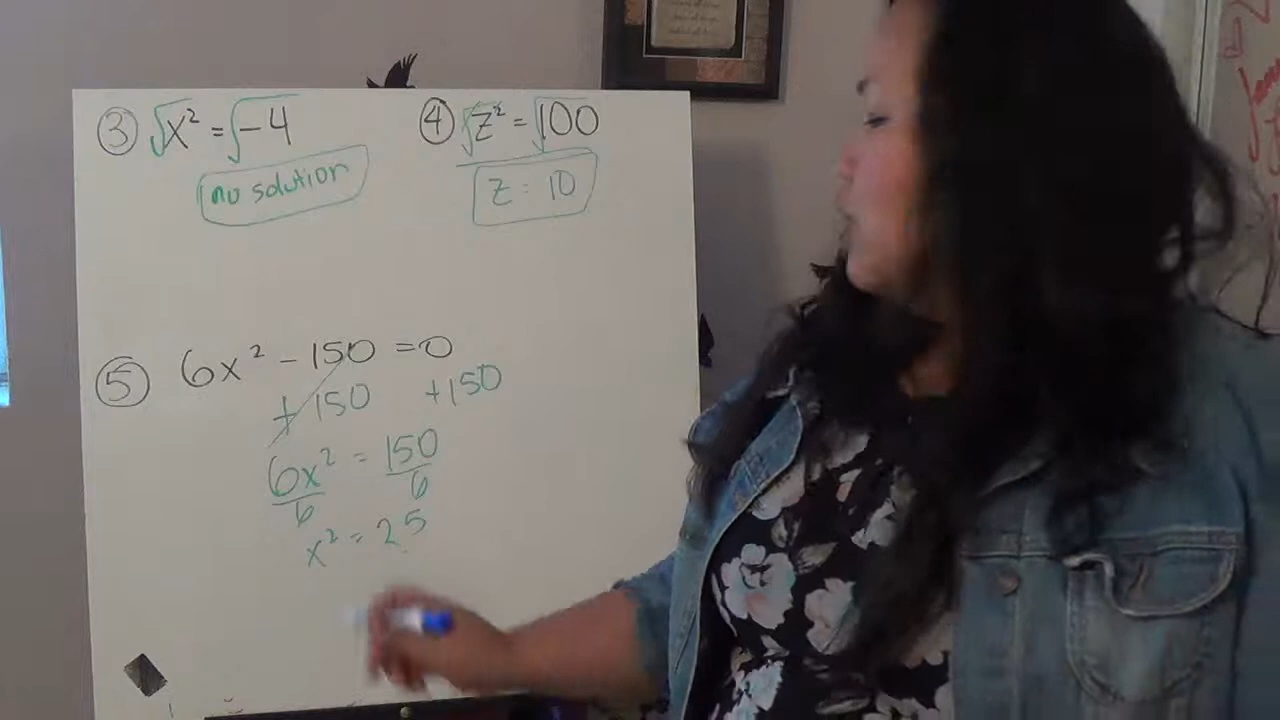 ③ √x² = √-4
no solution
④ √z² = √100
z = 10
⑤ 6x² - 150 = 0
+ 150 +150
6x² = 150
6 6
x² = 25